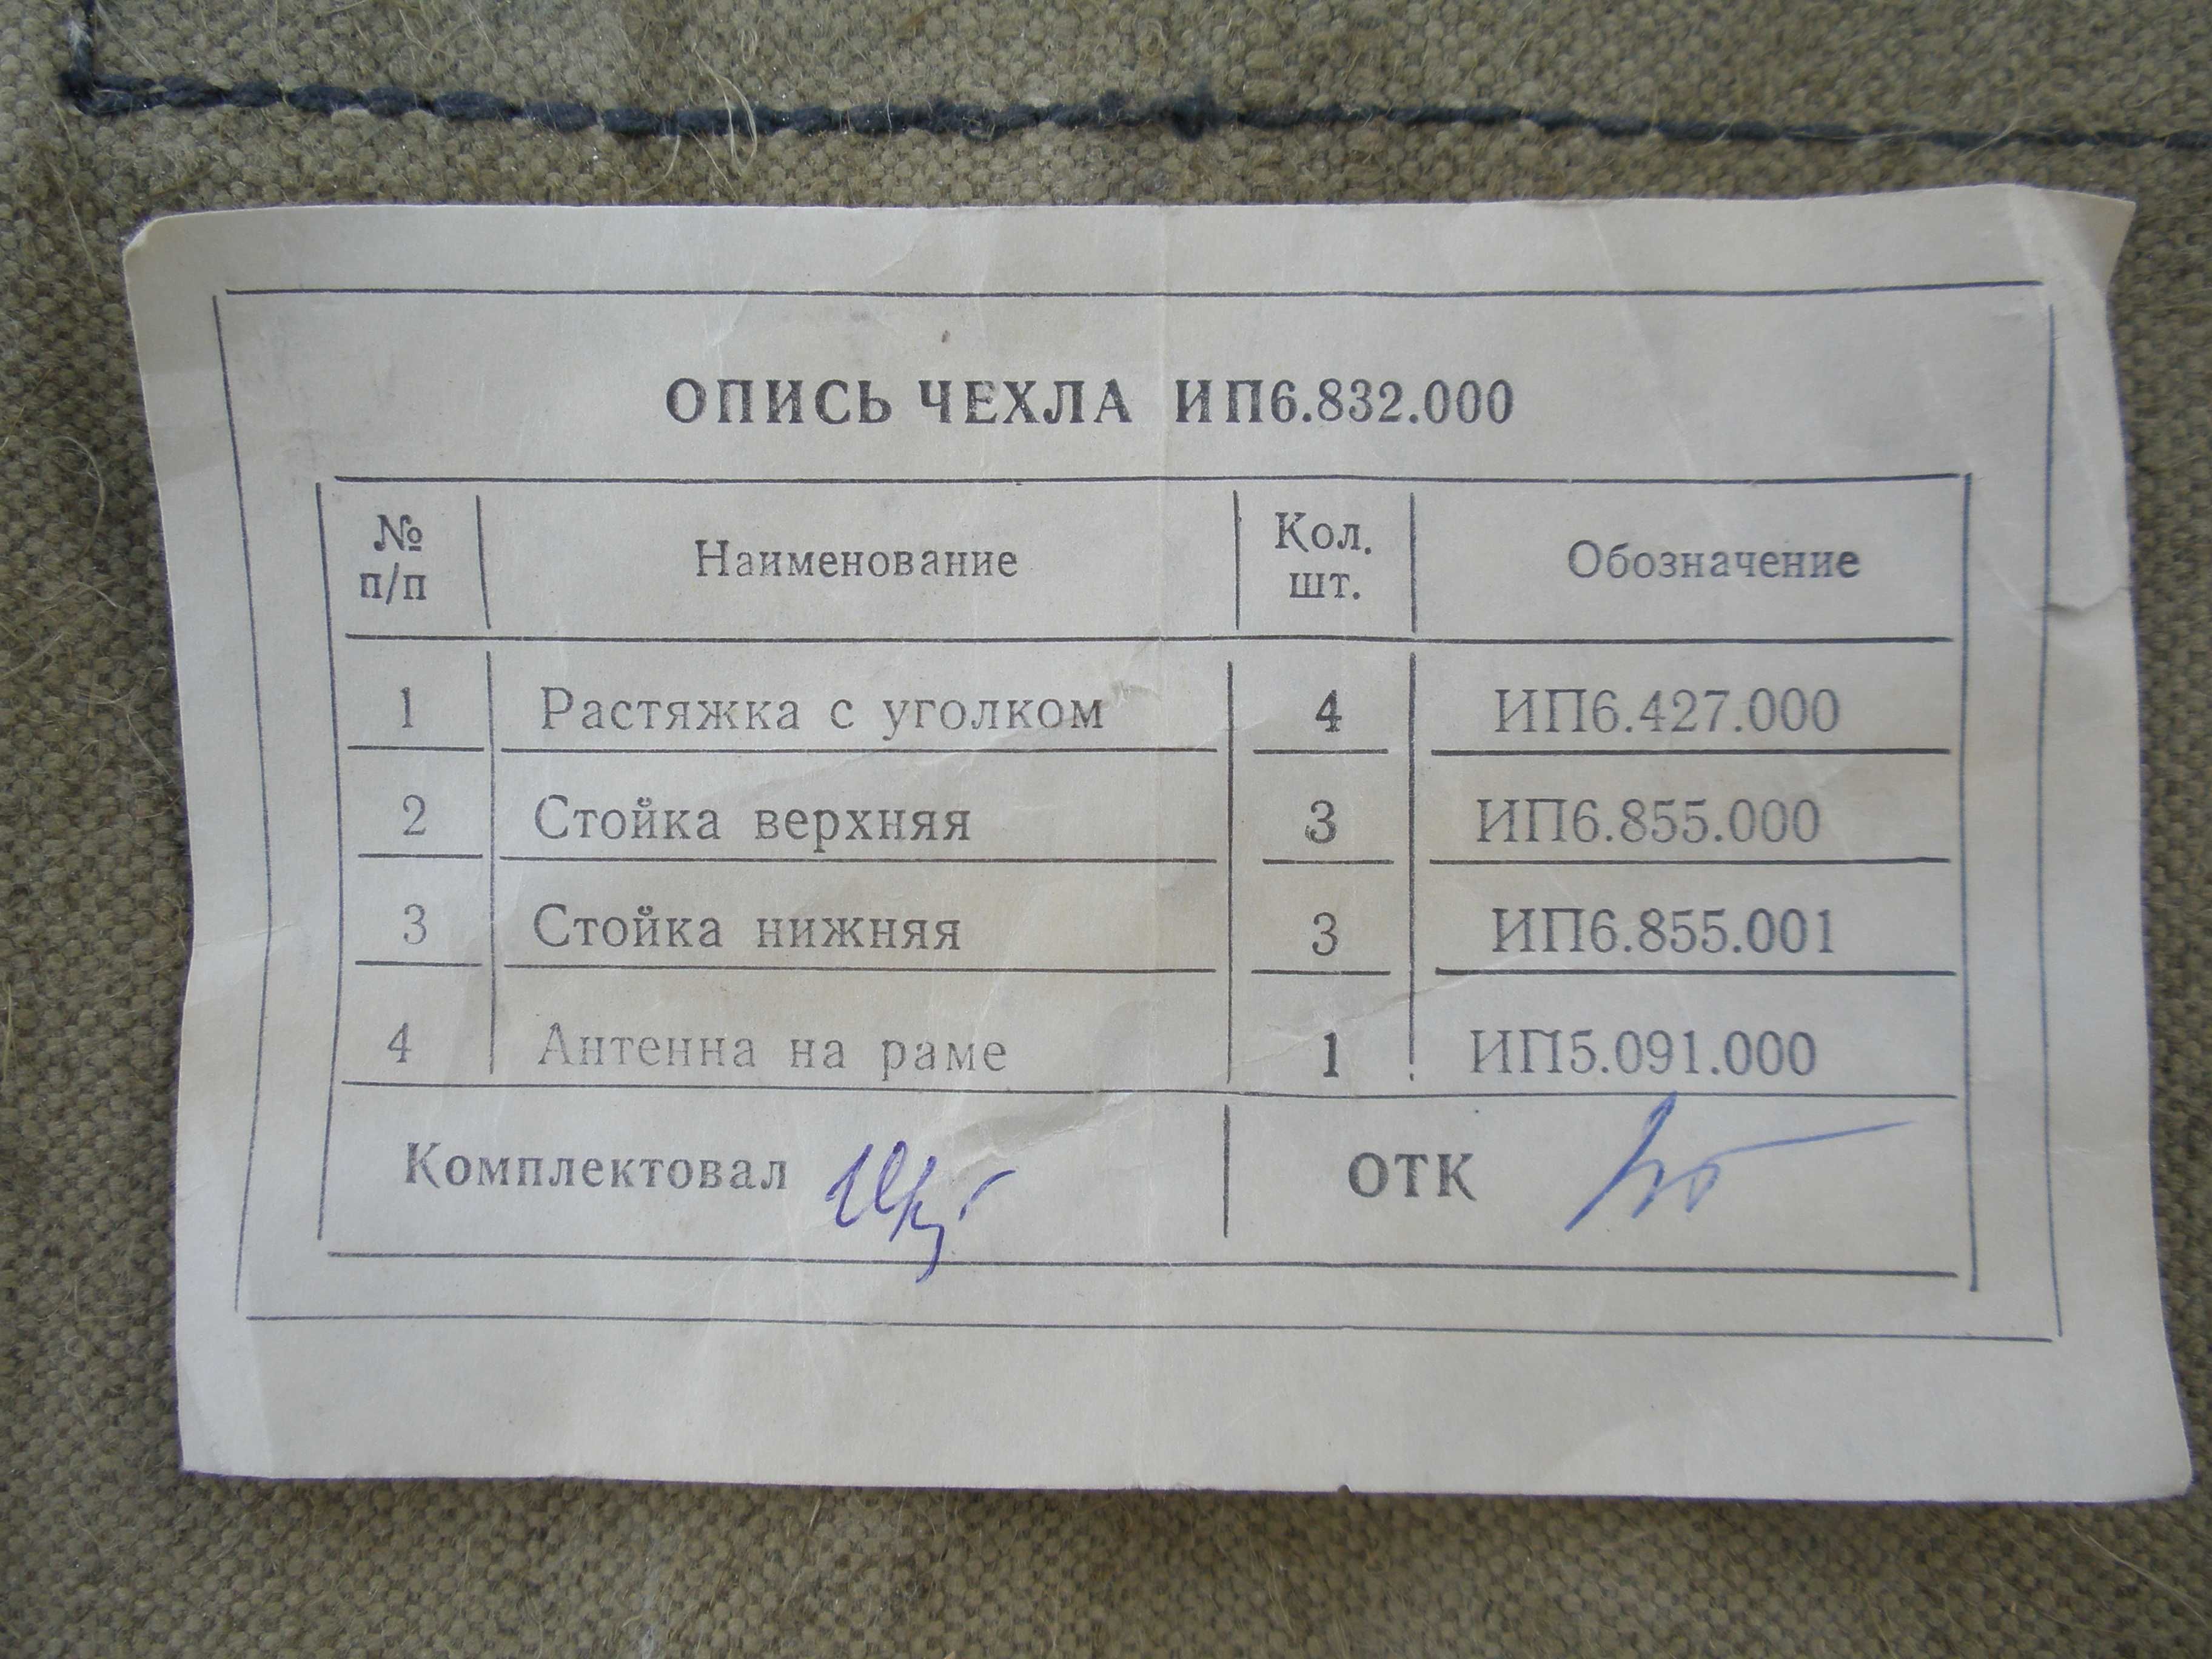 ОПИСЬ ЧЕХЛА ИП6.832.000
№ п/п Наименование Кол. шт. Обозначение
1 Растяжка с уголком 4 ИП6.427.000
2 Стойка верхняя 3 ИП6.855.000
3 Стойка нижняя 3 ИП6.855.001
4 Антенна на раме 1 ИП5.091.000
Комплектовал ОТК